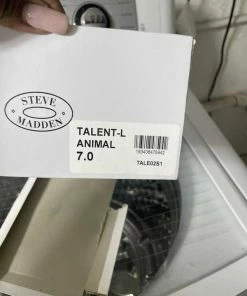 STEVE
MADDEN
TALENT-L
ANIMAL
7.0
TALE02S1